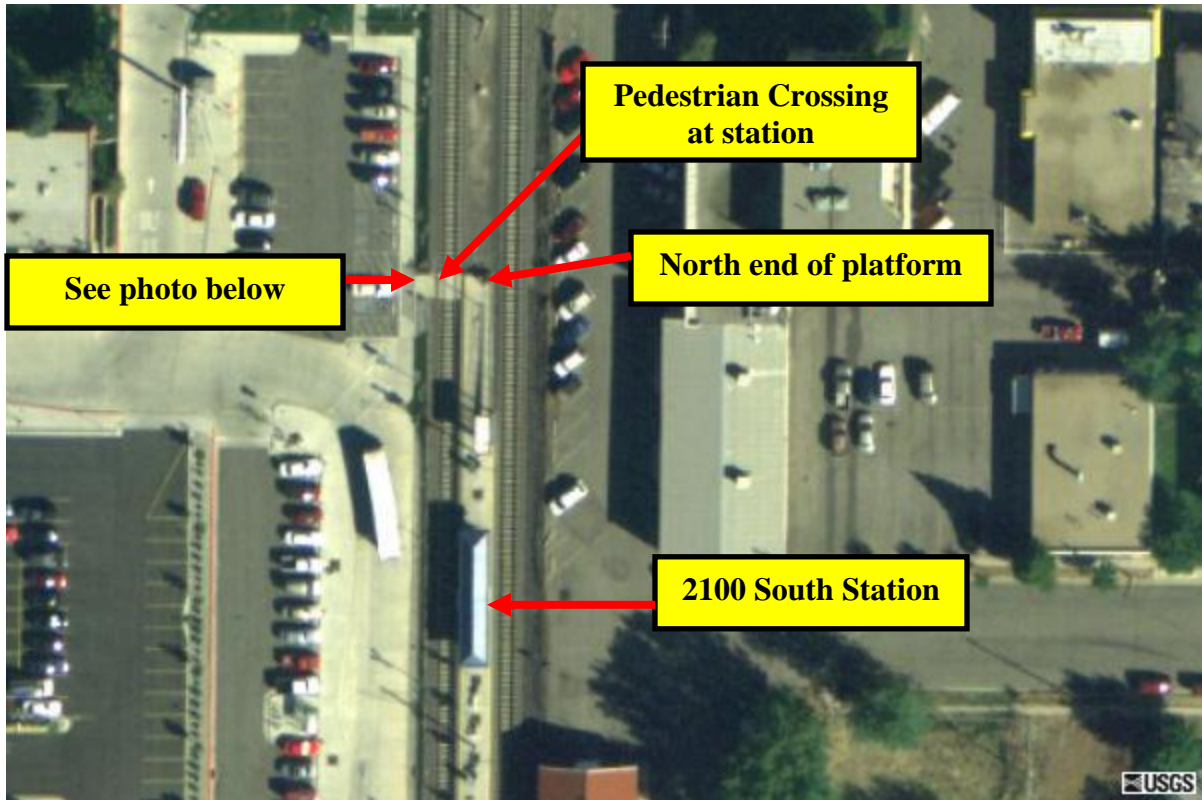 Pedestrian Crossing
at station
See photo below
North end of platform
2100 South Station
USGS